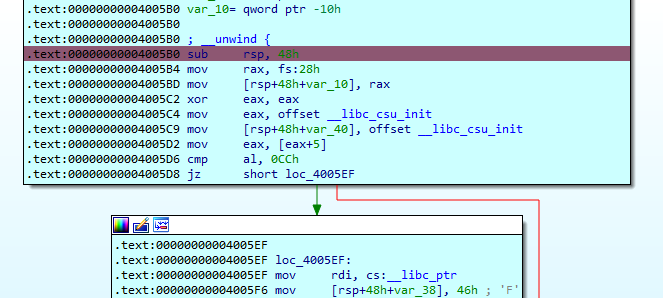 .text:00000000004005B0 var_10= qword ptr -10h
.text:00000000004005B0
.text:00000000004005B0 ; __unwind {
.text:00000000004005B0 sub rsp, 48h
.text:00000000004005B4 mov rax, fs:28h
.text:00000000004005BD mov [rsp+48h+var_10], rax
.text:00000000004005C2 xor eax, eax
.text:00000000004005C4 mov eax, offset __libc_csu_init
.text:00000000004005C9 mov [rsp+48h+var_40], offset __libc_csu_init
.text:00000000004005D2 mov eax, [eax+5]
.text:00000000004005D6 cmp al, 0CCh
.text:00000000004005D8 jz short loc_4005EF
.text:00000000004005EF
.text:00000000004005EF loc_4005EF:
.text:00000000004005EF mov rdi, cs:__libc_ptr
.text:00000000004005F6 mov [rsp+48h+var_38], 46h ; 'F'